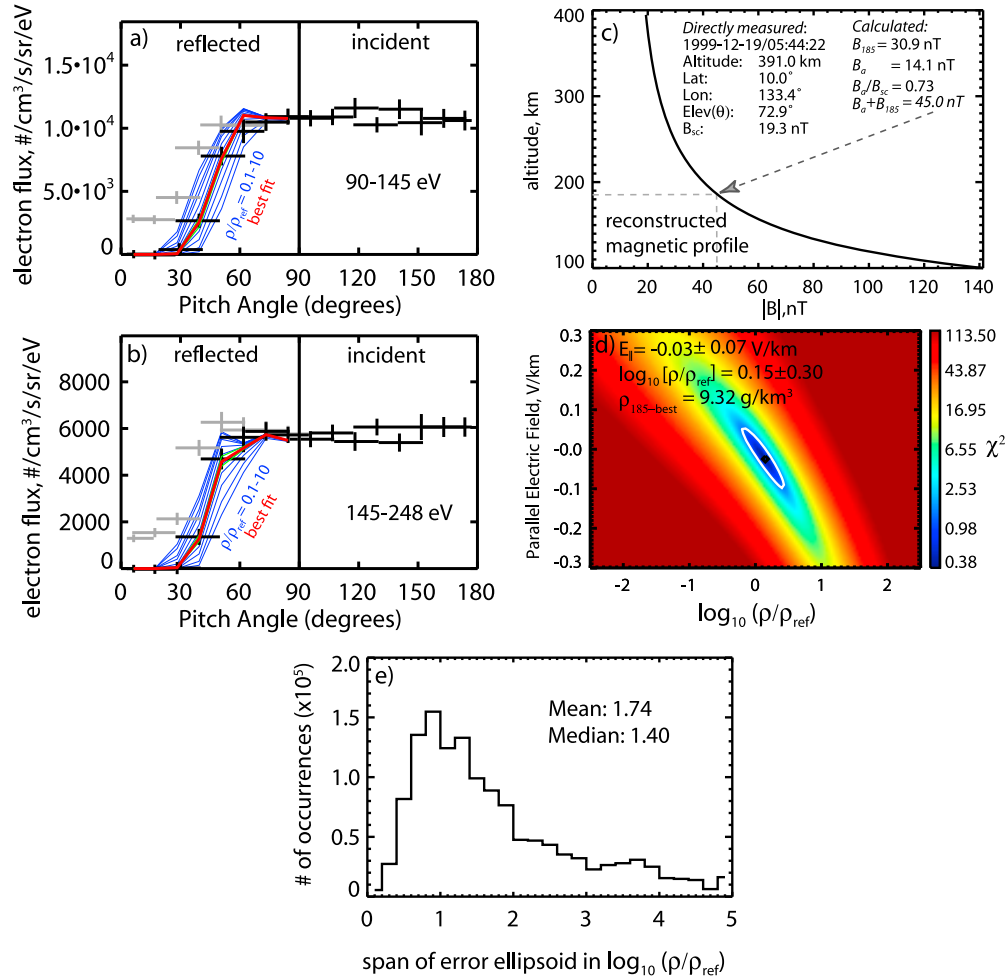 a)
reflected
incident
1.5•10⁴
1.0•10⁴
5.0•10³
0
electron flux, #/cm²/s/sr/eV
ρ/ρref = 0.1-10
best fit
90-145 eV
0 30 60 90 120 150 180
Pitch Angle (degrees)
b)
reflected
incident
8000
6000
4000
2000
0
electron flux, #/cm³/s/sr/eV
ρ/ρref = 0.1-10
best fit
145-248 eV
0 30 60 90 120 150 180
Pitch Angle (degrees)
c)
Directly measured:
1999-12-19/05:44:22
Altitude: 391.0 km
Lat: 10.0˚
Lon: 133.4˚
Elev(θ): 72.9˚
Bsc: 19.3 nT
Calculated:
B185 = 30.9 nT
Ba = 14.1 nT
Ba/Bsc = 0.73
Ba+B185 = 45.0 nT
400
300
200
100
altitude, km
reconstructed
magnetic profile
0 20 40 60 80 100 120 140
|B|,nT
d)
E|| = -0.03± 0.07 V/km
log10 [ρ/ρref] = 0.15±0.30
ρ185–best = 9.32 g/km³
0.3
0.2
0.1
-0.0
-0.1
-0.2
-0.3
Parallel Electric Field, V/km
-2 -1 0 1 2
log10 (ρ/ρref)
113.50
43.87
16.95
6.55
2.53
0.98
0.38
χ²
e)
Mean: 1.74
Median: 1.40
2.0
1.5
1.0
0.5
0
# of occurrences (x10⁵)
0 1 2 3 4 5
span of error ellipsoid in log10 (ρ/ρref)